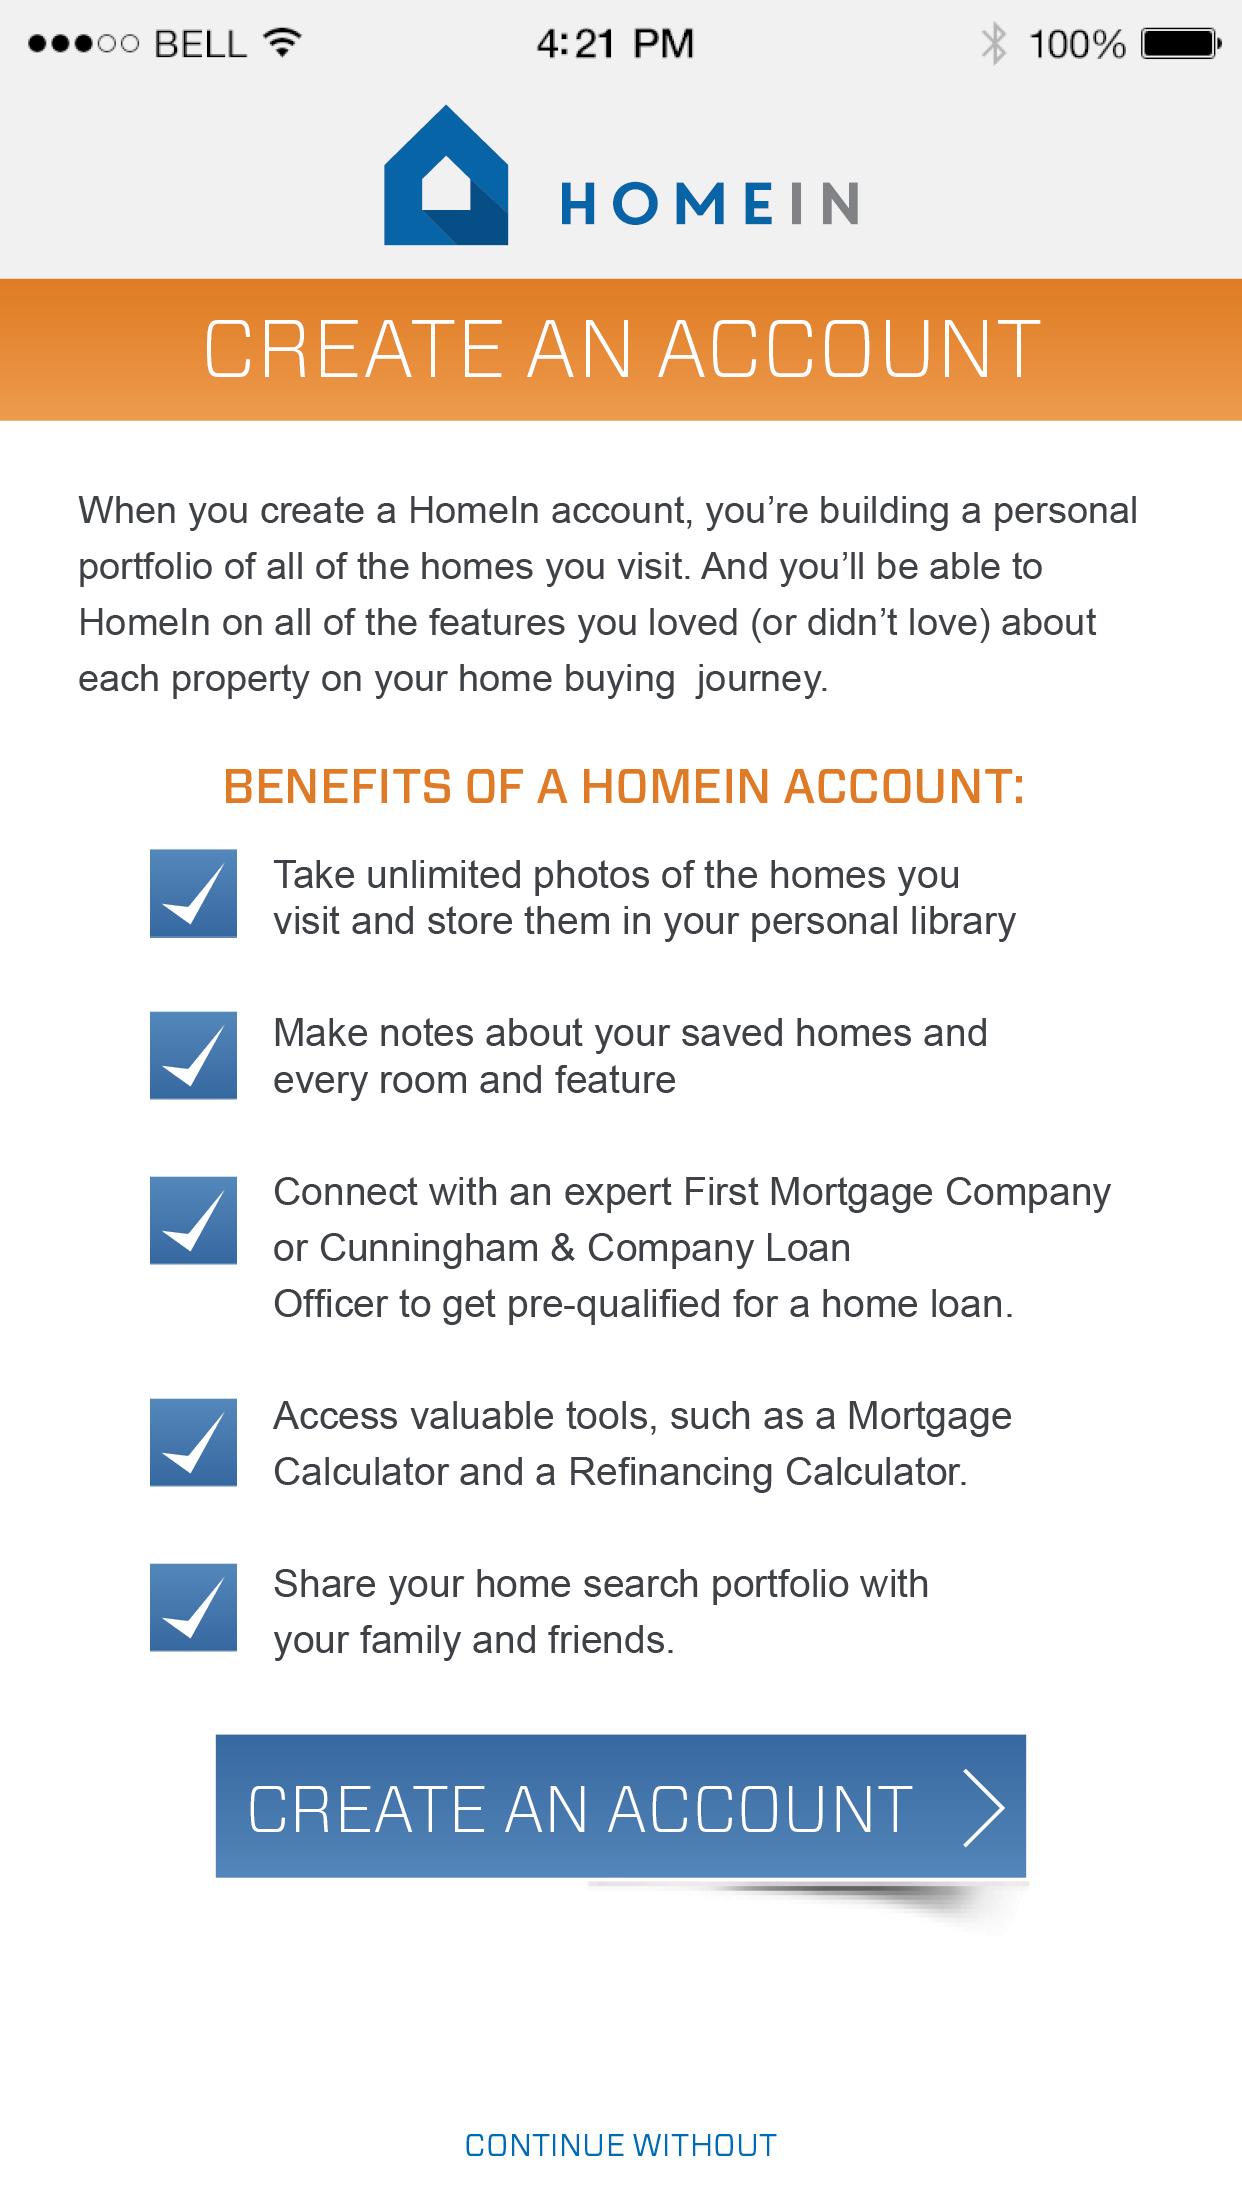 BELL 4:21 PM 100%
HOMEIN
CREATE AN ACCOUNT
When you create a HomeIn account, you’re building a personal
portfolio of all of the homes you visit. And you’ll be able to
HomeIn on all of the features you loved (or didn’t love) about
each property on your home buying  journey.
BENEFITS OF A HOMEIN ACCOUNT:
Take unlimited photos of the homes you
visit and store them in your personal library
Make notes about your saved homes and
every room and feature
Connect with an expert First Mortgage Company
or Cunningham & Company Loan
Officer to get pre-qualified for a home loan.
Access valuable tools, such as a Mortgage
Calculator and a Refinancing Calculator.
Share your home search portfolio with
your family and friends.
CREATE AN ACCOUNT
CONTINUE WITHOUT